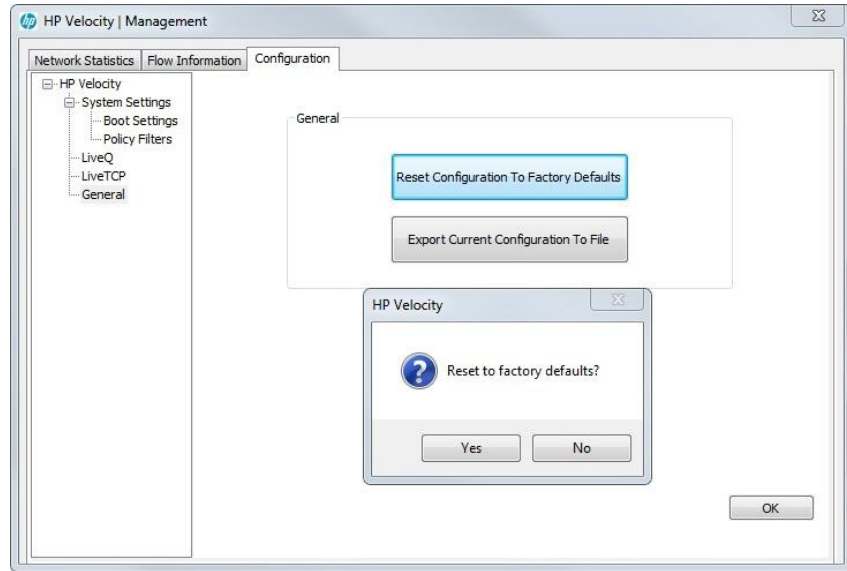 hp HP Velocity | Management
Network Statistics Flow Information Configuration
HP Velocity
System Settings
Boot Settings
Policy Filters
LiveQ
LiveTCP
General
General
Reset Configuration To Factory Defaults
Export Current Configuration To File
HP Velocity
? Reset to factory defaults?
Yes No
OK